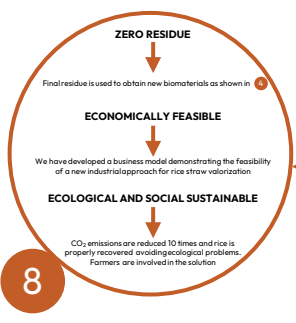 ZERO RESIDUE
Final residue is used to obtain new biomaterials as shown in 4
ECONOMICALLY FEASIBLE
We have developed a business model demonstrating the feasibility
of a new industrial approach for rice straw valorization
ECOLOGICAL AND SOCIAL SUSTAINABLE
CO₂ emissions are reduced 10 times and rice is
properly recovered avoiding ecological problems.
Farmers are involved in the solution
8